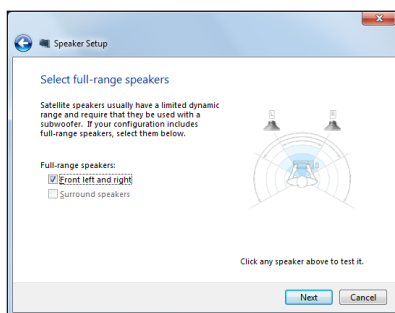 Speaker Setup
Select full-range speakers
Satellite speakers usually have a limited dynamic
range and require that they be used with a
subwoofer. If your configuration includes
full-range speakers, select them below.
Full-range speakers:
Front left and right
Surround speakers
Click any speaker above to test it.
Next Cancel